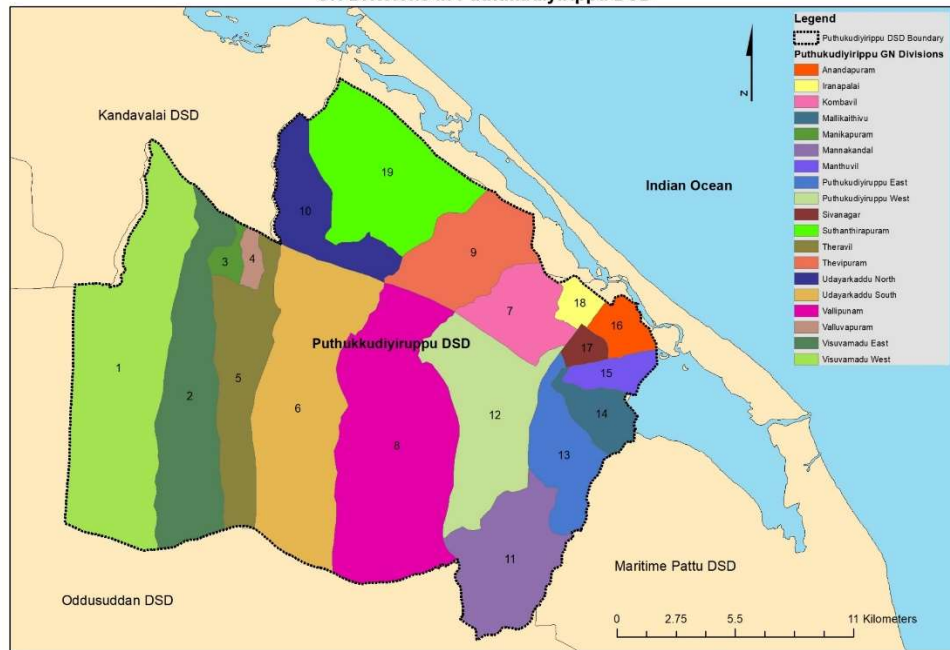 Kandavalai DSD
Indian Ocean
Puthukkudiyiruppu DSD
Oddusuddan DSD
Maritime Pattu DSD
1
2
3
4
5
6
7
8
9
10
11
12
13
14
15
16
17
18
19
N
Legend
Puthukudiyirippu DSD Boundary
Puthukkudiyirippu GN Divisions
Anandapuram
Iranapalai
Kombavil
Mallikaithivu
Manikapuram
Mannakandal
Manthuvil
Puthukudiyiruppu East
Puthukudiyiruppu West
Sivanagar
Suthanthirapuram
Theravil
Thevipuram
Udayarkaddu North
Udayarkaddu South
Vallipunam
Valluvapuram
Visuvamadu East
Visuvamadu West
0 2.75 5.5 11 Kilometers